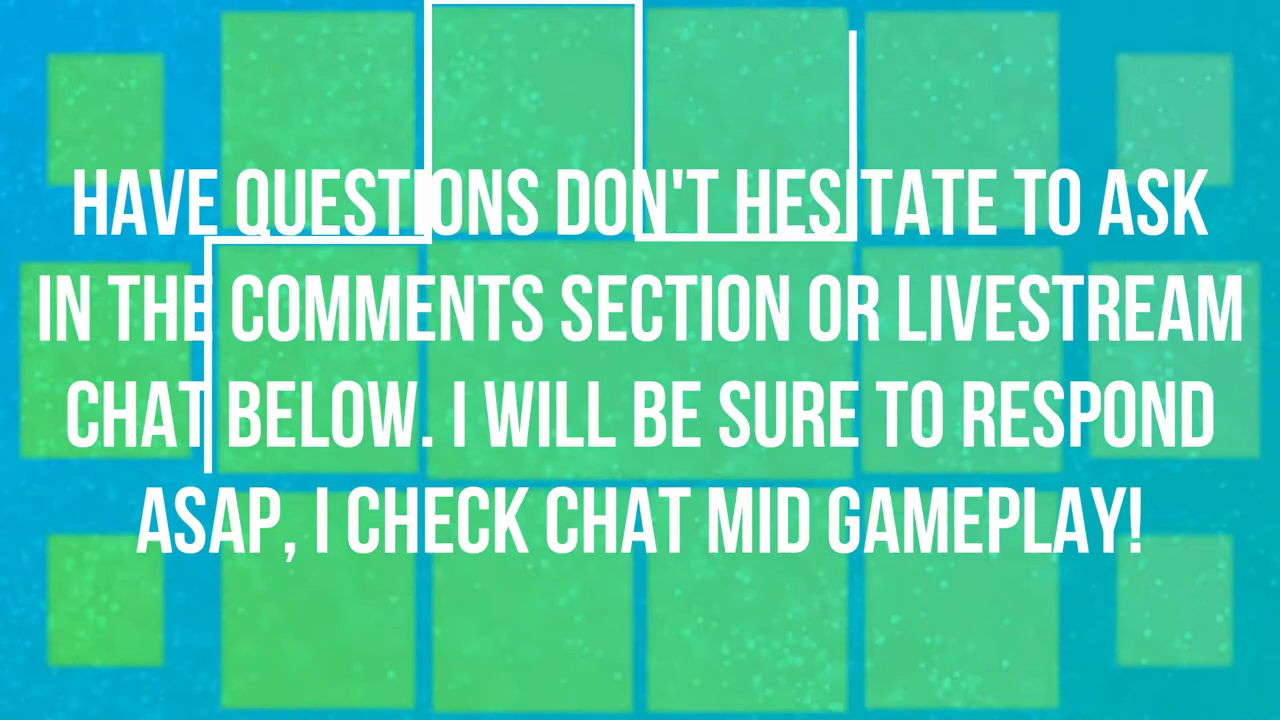 HAVE QUESTIONS DON'T HESITATE TO ASK
IN THE COMMENTS SECTION OR LIVESTREAM
CHAT BELOW. I WILL BE SURE TO RESPOND
ASAP, I CHECK CHAT MID GAMEPLAY!